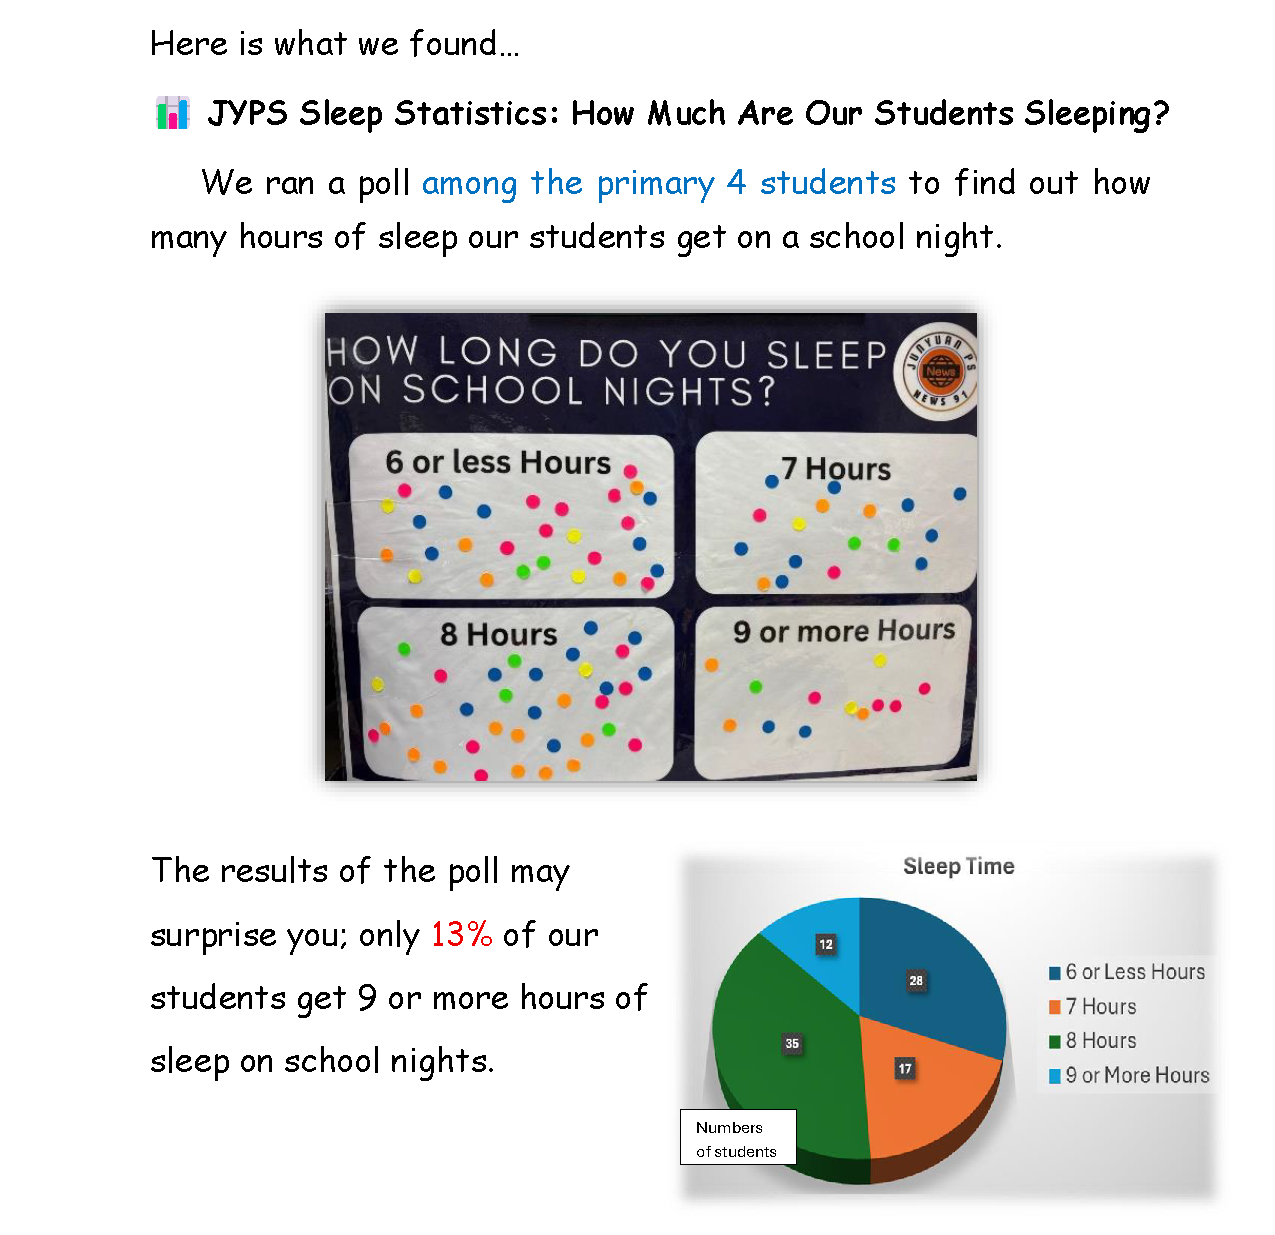 Here is what we found…
JYPS Sleep Statistics: How Much Are Our Students Sleeping?
We ran a poll among the primary 4 students to find out how
many hours of sleep our students get on a school night.
HOW LONG DO YOU SLEEP
ON SCHOOL NIGHTS?
JUNYUAN PS
News
NEWS 91
6 or less Hours
7 Hours
8 Hours
9 or more Hours
The results of the poll may
surprise you; only 13% of our
students get 9 or more hours of
sleep on school nights.
Sleep Time
12
28
35
17
6 or Less Hours
7 Hours
8 Hours
9 or More Hours
Numbers
of students